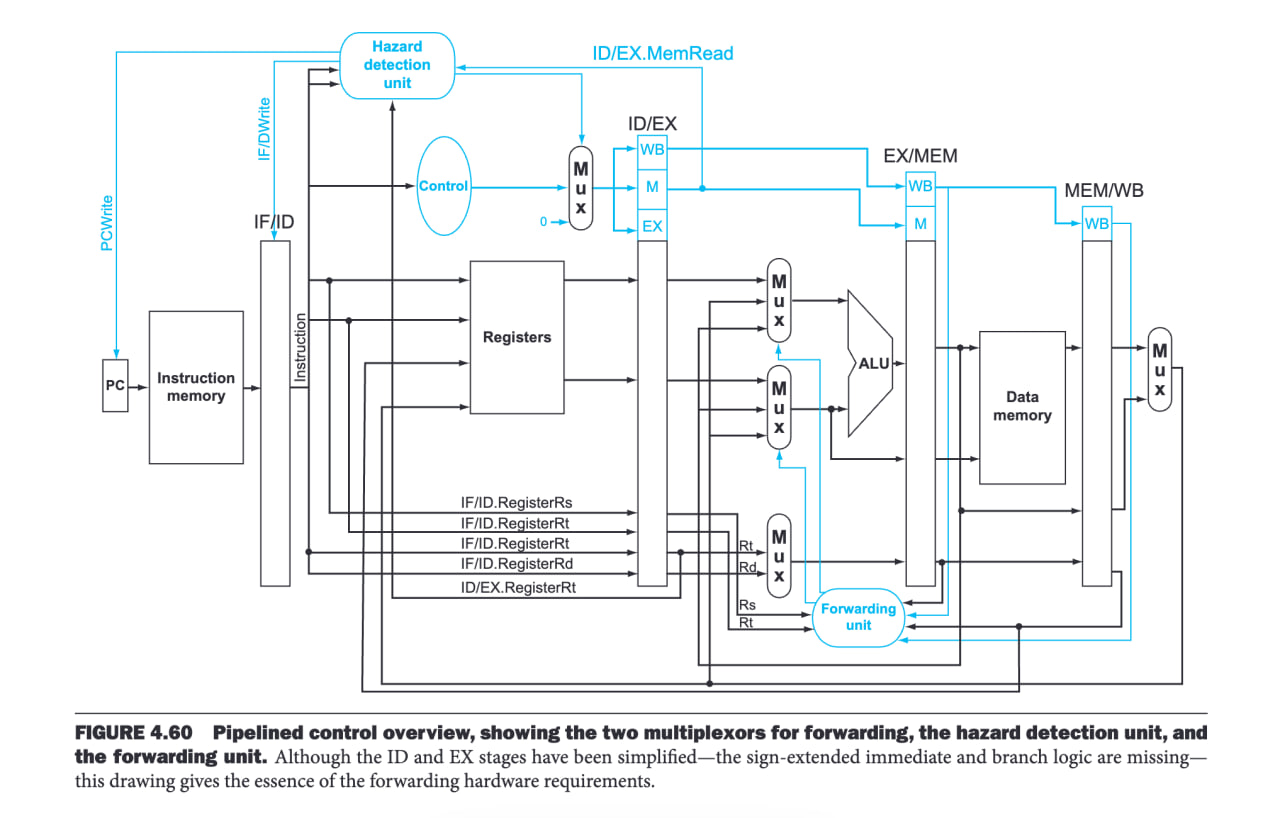 Hazard
detection
unit
ID/EX.MemRead
IF/DWrite
PCWrite
ID/EX
WB
M
EX
Control
M
u
x
0
EX/MEM
WB
M
MEM/WB
WB
IF/ID
PC
Instruction
memory
Instruction
Registers
M
u
x
M
u
x
ALU
Data
memory
M
u
x
IF/ID.RegisterRs
IF/ID.RegisterRt
IF/ID.RegisterRt
IF/ID.RegisterRd
ID/EX.RegisterRt
Rt
Rd
M
u
x
Rs
Rt
Forwarding
unit
FIGURE 4.60 Pipelined control overview, showing the two multiplexors for forwarding, the hazard detection unit, and
the forwarding unit. Although the ID and EX stages have been simplified—the sign-extended immediate and branch logic are missing—
this drawing gives the essence of the forwarding hardware requirements.